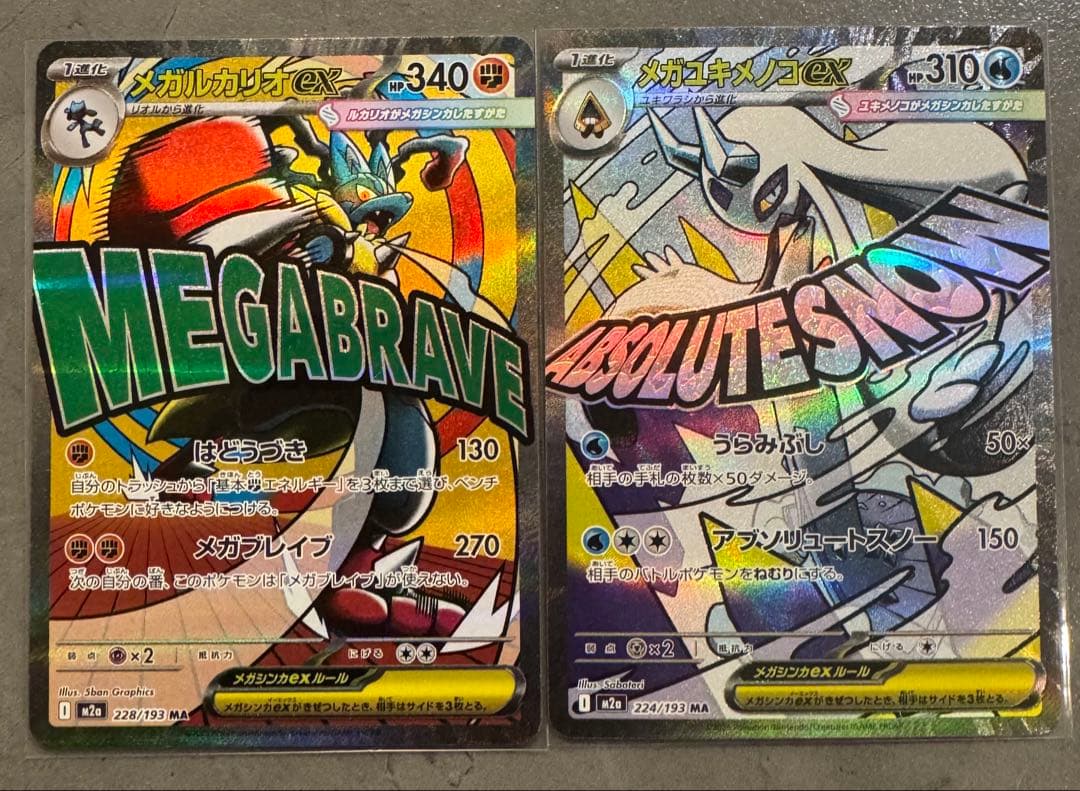 1進化
メガルカリオex
HP340
リオルから進化
ルカリオがメガシンカしたすがた
MEGABRAVE
はどうづき 130
自分のトラッシュから「基本エネルギー」を3枚まで選び、ベンチ
ポケモンに好きなようにつける。
メガブレイブ 270
次の自分の番、このポケモンは「メガブレイブ」が使えない。
弱点 ×2 抵抗力 にげる
メガシンカexルール
メガシンカexがきぜつしたとき、相手はサイドを3枚とる。
Illus. 5ban Graphics
I m2a 228/193 MA
1進化
メガユキメノコex
HP310
ユキワラシから進化
ユキメノコがメガシンカしたすがた
ABSOLUTESNOW
うらみぶし 50×
相手の手札の枚数×50ダメージ。
アブソリュートスノー 150
相手のバトルポケモンをねむりにする。
弱点 ×2 抵抗力 にげる
メガシンカexルール
メガシンカexがきぜつしたとき、相手はサイドを3枚とる。
Illus. Saboteri
I m2a 224/193 MA